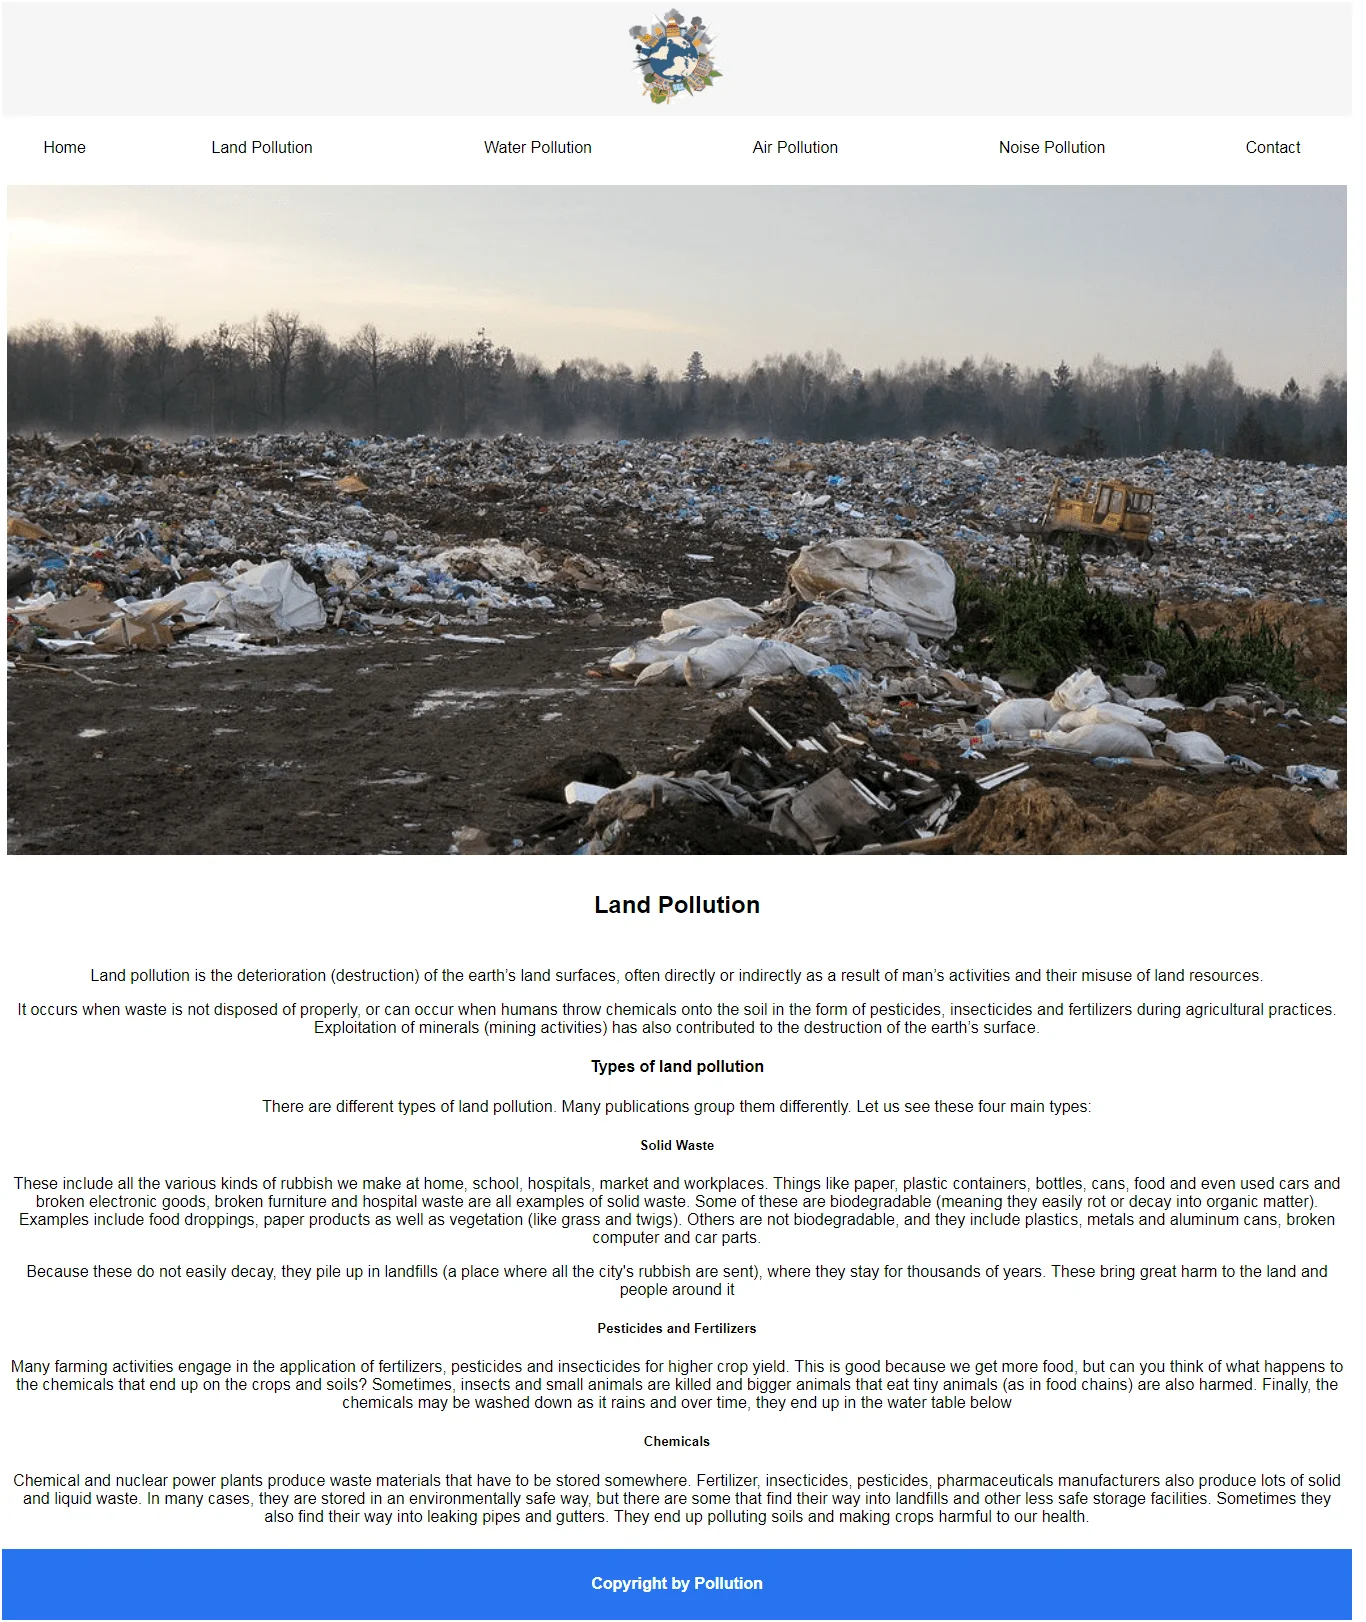 Home Land Pollution Water Pollution Air Pollution Noise Pollution Contact
Land Pollution
Land pollution is the deterioration (destruction) of the earth’s land surfaces, often directly or indirectly as a result of man’s activities and their misuse of land resources.
It occurs when waste is not disposed of properly, or can occur when humans throw chemicals onto the soil in the form of pesticides, insecticides and fertilizers during agricultural practices.
Exploitation of minerals (mining activities) has also contributed to the destruction of the earth’s surface.
Types of land pollution
There are different types of land pollution. Many publications group them differently. Let us see these four main types:
Solid Waste
These include all the various kinds of rubbish we make at home, school, hospitals, market and workplaces. Things like paper, plastic containers, bottles, cans, food and even used cars and
broken electronic goods, broken furniture and hospital waste are all examples of solid waste. Some of these are biodegradable (meaning they easily rot or decay into organic matter).
Examples include food droppings, paper products as well as vegetation (like grass and twigs). Others are not biodegradable, and they include plastics, metals and aluminum cans, broken
computer and car parts.
Because these do not easily decay, they pile up in landfills (a place where all the city's rubbish are sent), where they stay for thousands of years. These bring great harm to the land and
people around it
Pesticides and Fertilizers
Many farming activities engage in the application of fertilizers, pesticides and insecticides for higher crop yield. This is good because we get more food, but can you think of what happens to
the chemicals that end up on the crops and soils? Sometimes, insects and small animals are killed and bigger animals that eat tiny animals (as in food chains) are also harmed. Finally, the
chemicals may be washed down as it rains and over time, they end up in the water table below
Chemicals
Chemical and nuclear power plants produce waste materials that have to be stored somewhere. Fertilizer, insecticides, pesticides, pharmaceuticals manufacturers also produce lots of solid
and liquid waste. In many cases, they are stored in an environmentally safe way, but there are some that find their way into landfills and other less safe storage facilities. Sometimes they
also find their way into leaking pipes and gutters. They end up polluting soils and making crops harmful to our health.
Copyright by Pollution